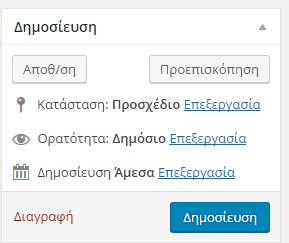 Δημοσίευση
Αποθ/ση Προεπισκόπηση
Κατάσταση: Προσχέδιο Επεξεργασία
Ορατότητα: Δημόσιο Επεξεργασία
Δημοσίευση Άμεσα Επεξεργασία
Διαγραφή Δημοσίευση